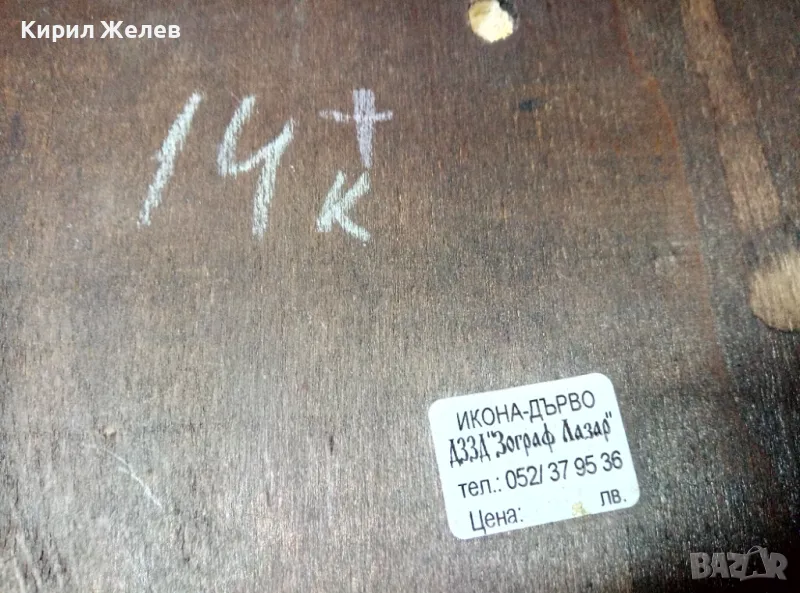 Кирил Желев
14 +
к
ИКОНА-ДЪРВО
ДЗЗД "Зограф Лазар"
тел.: 052/ 37 95 36
Цена: лв.
BAZAR